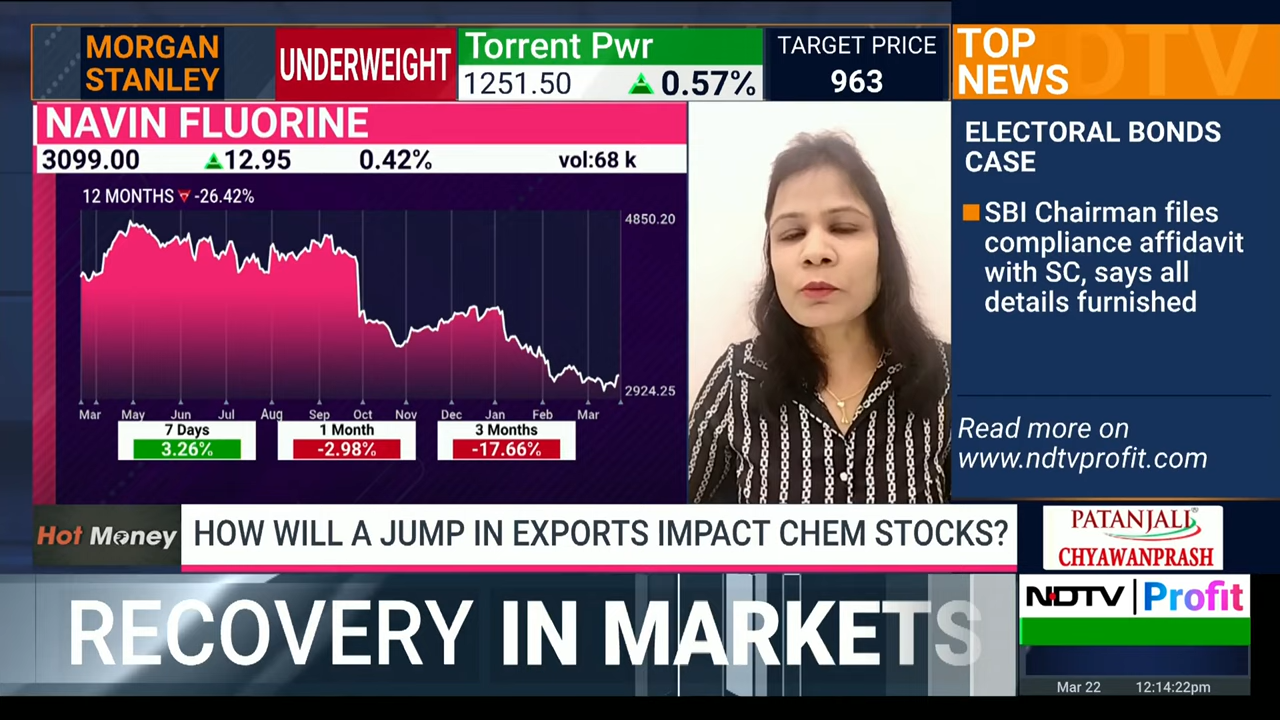 MORGAN
STANLEY
UNDERWEIGHT
Torrent Pwr
1251.50 0.57%
TARGET PRICE
963
TOP
NEWS
NDTV
NAVIN FLUORINE
3099.00 12.95 0.42% vol:68 k
12 MONTHS -26.42%
4850.20
2924.25
Mar May Jun Jul Aug Sep Oct Nov Dec Jan Feb Mar
7 Days
3.26%
1 Month
-2.98%
3 Months
-17.66%
ELECTORAL BONDS
CASE
SBI Chairman files
compliance affidavit
with SC, says all
details furnished
Read more on
www.ndtvprofit.com
Hot Money
HOW WILL A JUMP IN EXPORTS IMPACT CHEM STOCKS?
PATANJALI
CHYAWANPRASH
RECOVERY IN MARKETS
NDTV Profit
Mar 22 12:14:22pm